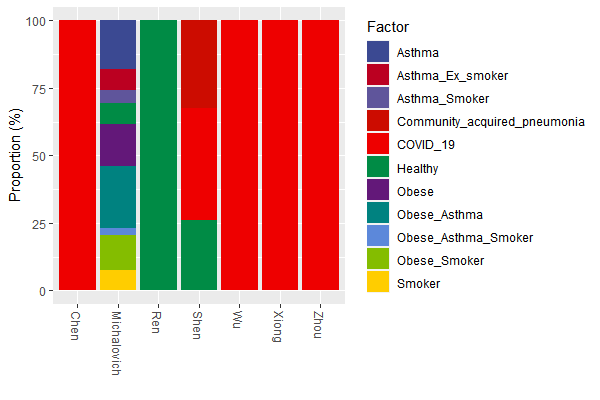 Proportion (%)
100
75
50
25
0
Chen
Michalovich
Ren
Shen
Wu
Xiong
Zhou
Factor
Asthma
Asthma_Ex_smoker
Asthma_Smoker
Community_acquired_pneumonia
COVID_19
Healthy
Obese
Obese_Asthma
Obese_Asthma_Smoker
Obese_Smoker
Smoker